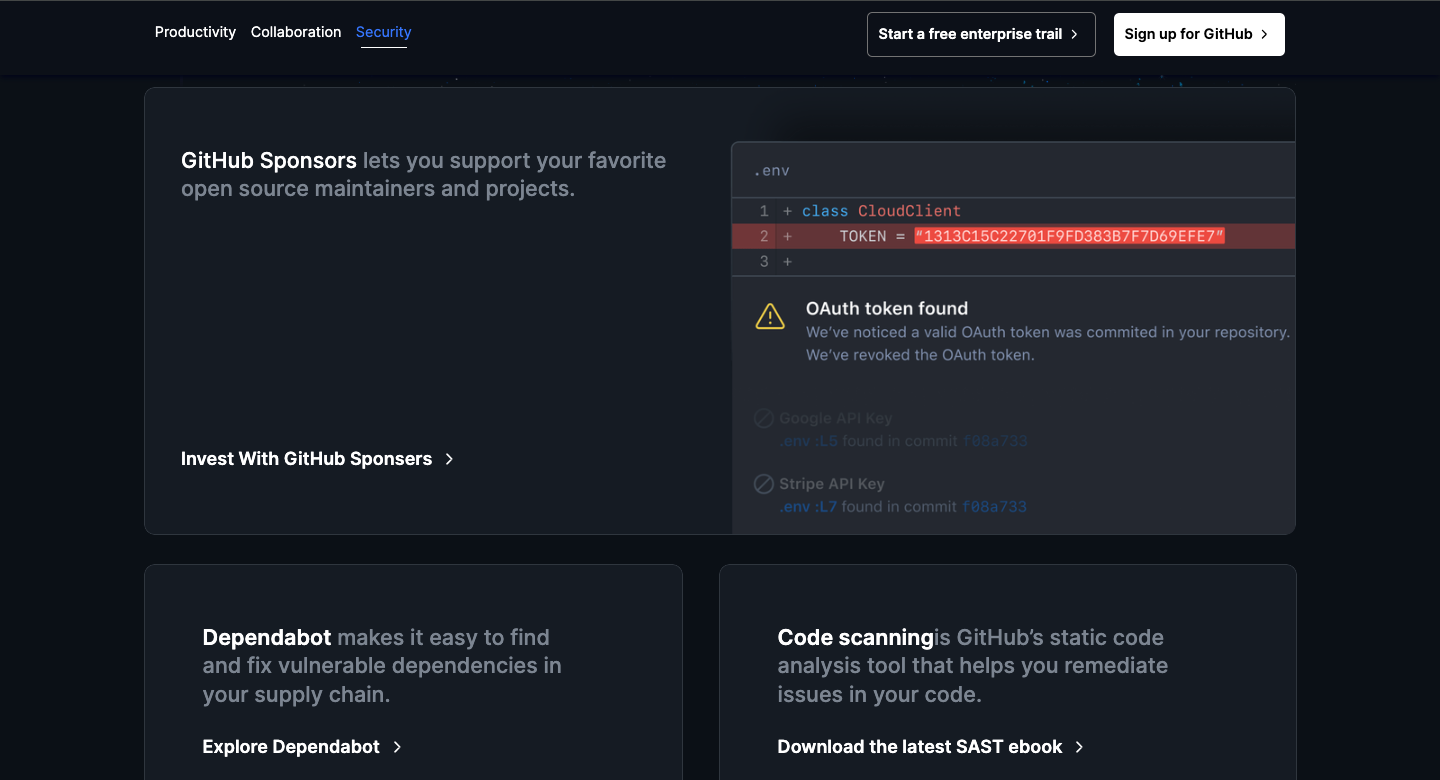 Productivity Collaboration Security
Start a free enterprise trail
Sign up for GitHub
GitHub Sponsors lets you support your favorite
open source maintainers and projects.
Invest With GitHub Sponsers
.env
1 + class CloudClient
2 + TOKEN = “1313C15C22701F9FD383B7F7D69EFE7”
3 +
OAuth token found
We’ve noticed a valid OAuth token was commited in your repository.
We’ve revoked the OAuth token.
Google API Key
.env :L5 found in commit f08a733
Stripe API Key
.env :L7 found in commit f08a733
Dependabot makes it easy to find
and fix vulnerable dependencies in
your supply chain.
Explore Dependabot
Code scanningis GitHub’s static code
analysis tool that helps you remediate
issues in your code.
Download the latest SAST ebook